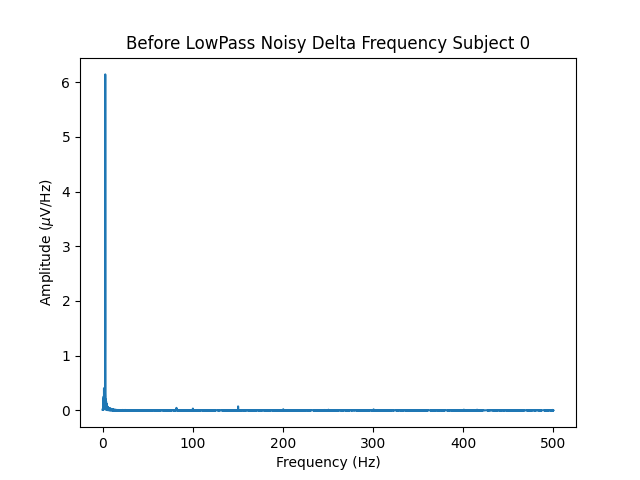 Before LowPass Noisy Delta Frequency Subject 0
6
5
4
3
2
1
0
Amplitude (μV/Hz)
0 100 200 300 400 500
Frequency (Hz)